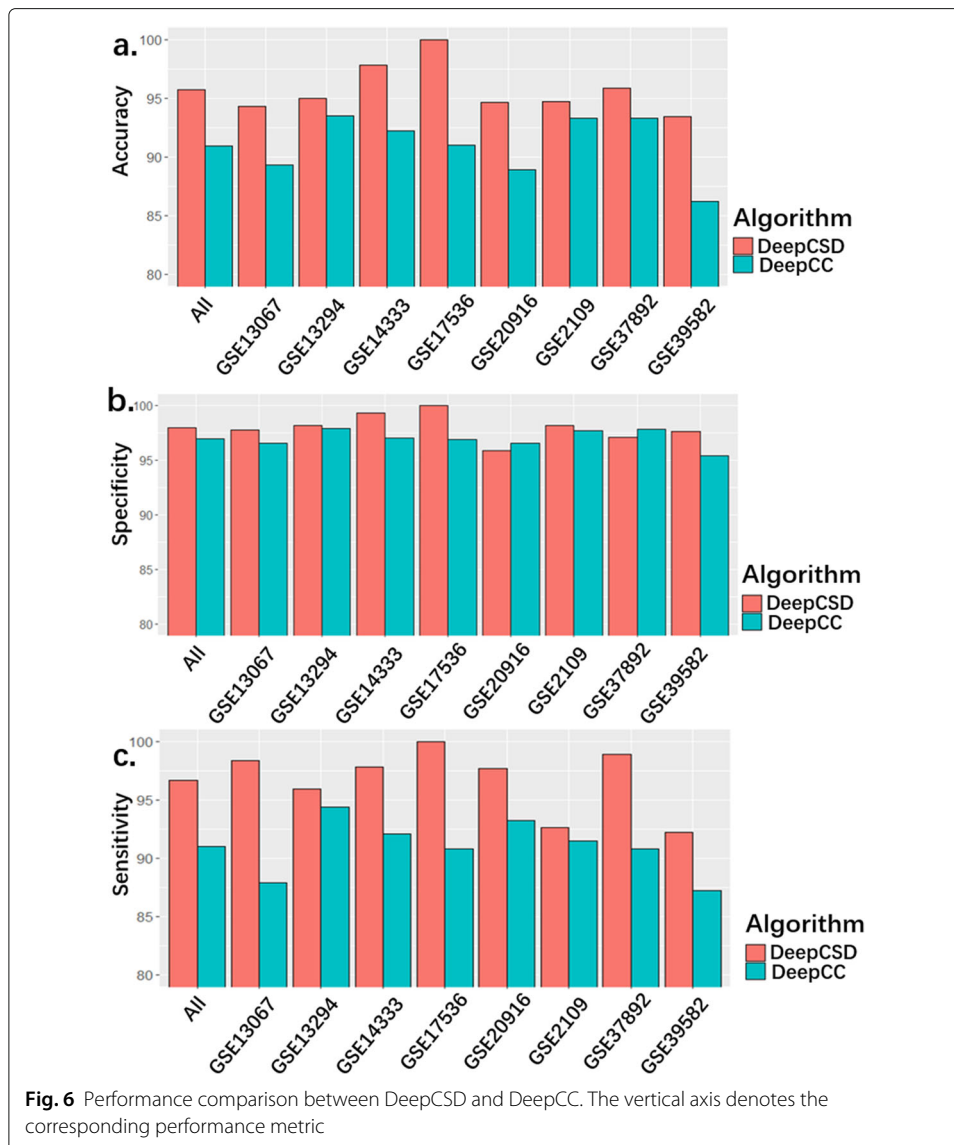 a.
100
95
90
85
80
Accuracy
All
GSE13067
GSE13294
GSE14333
GSE17536
GSE20916
GSE2109
GSE37892
GSE39582
Algorithm
DeepCSD
DeepCC
b.
100
95
90
85
80
Specificity
All
GSE13067
GSE13294
GSE14333
GSE17536
GSE20916
GSE2109
GSE37892
GSE39582
Algorithm
DeepCSD
DeepCC
c.
100
95
90
85
80
Sensitivity
All
GSE13067
GSE13294
GSE14333
GSE17536
GSE20916
GSE2109
GSE37892
GSE39582
Algorithm
DeepCSD
DeepCC
Fig. 6 Performance comparison between DeepCSD and DeepCC. The vertical axis denotes the
corresponding performance metric